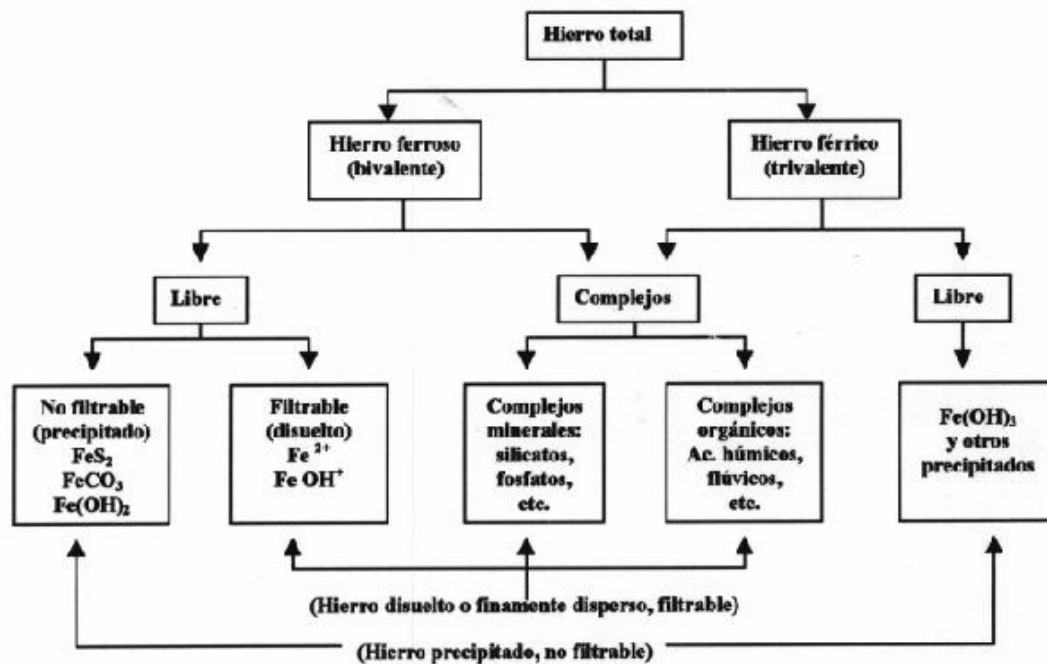 Hierro total
Hierro ferroso
(bivalente)
Hierro férrico
(trivalente)
Libre
Complejos
Libre
No filtrable
(precipitado)
FeS₂
FeCO₃
Fe(OH)₂
Filtrable
(disuelto)
Fe ²⁺
Fe OH⁺
Complejos
minerales:
silicatos,
fosfatos,
etc.
Complejos
orgánicos:
Ac. húmicos,
flúvicos,
etc.
Fe(OH)₃
y otros
precipitados
(Hierro disuelto o finamente disperso, filtrable)
(Hierro precipitado, no filtrable)